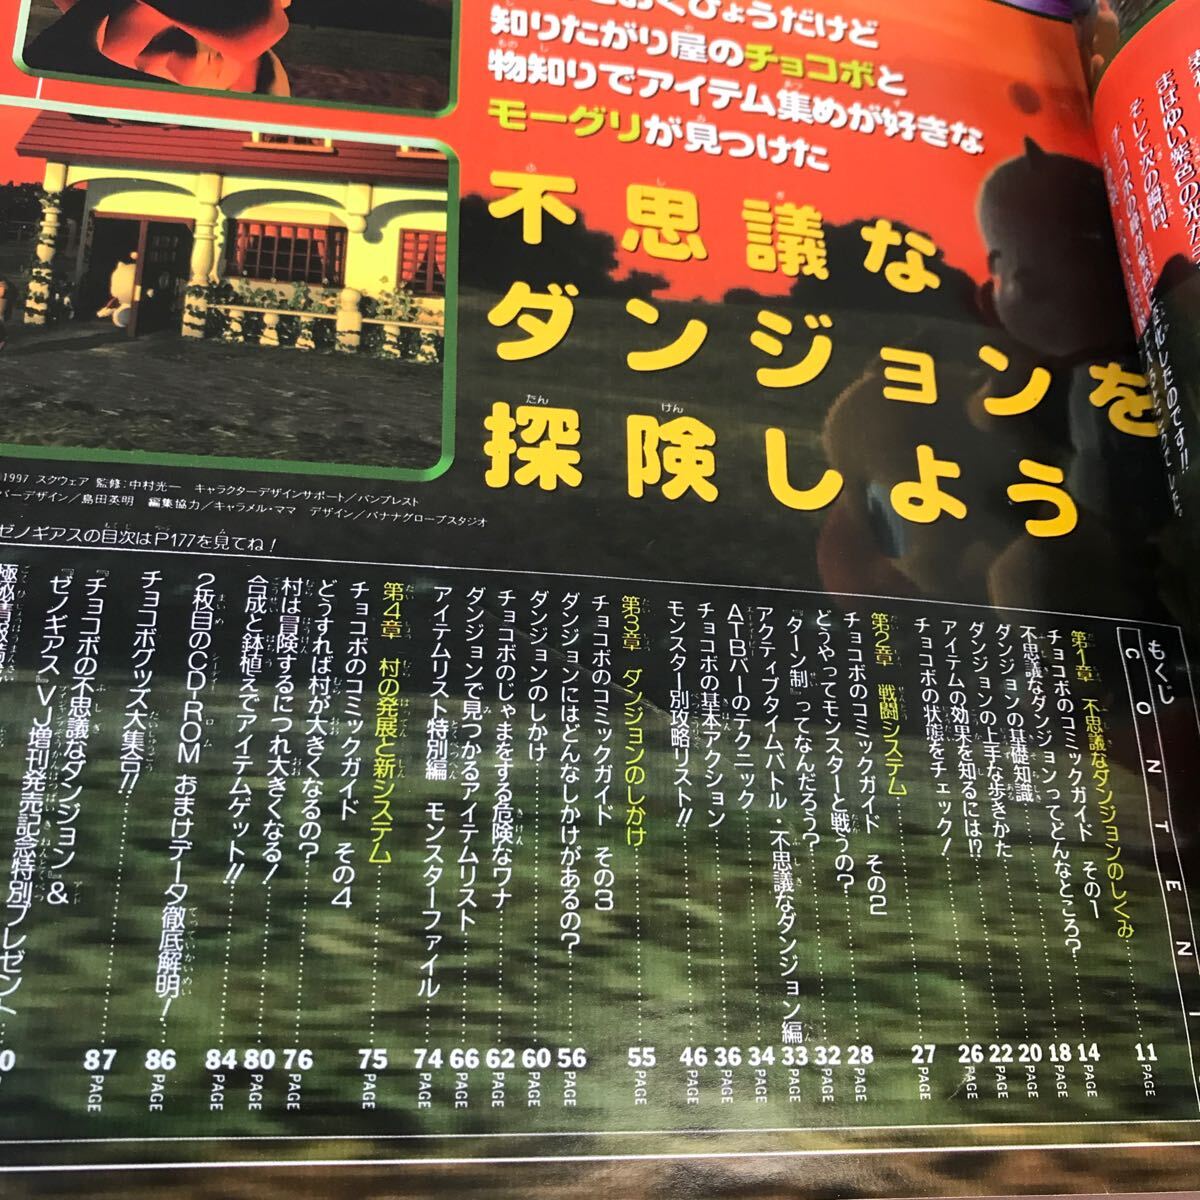 おくびょうだけど
知りたがり屋のチョコボと
物知りでアイテム集めが好きな
モーグリが見つけた
不思議な
ダンジョンを
探険しよう
まばゆい紫色の光が
そして次の瞬間、
1997 スクウェア 監修:中村光一 キャラクターデザインサポート/バンプレスト
バーデザイン/島田英明 編集協力/キャラメル・ママ デザイン/バナナグローブスタジオ
ゼノギアスの目次はP177を見てね!
もくじ
CONTENT
第1章 不思議なダンジョンのしくみ 11 PAGE
チョコボのコミックガイド その1 14 PAGE
不思議なダンジョンってどんなところ? 18 PAGE
ダンジョンの基礎知識 20 PAGE
ダンジョンの上手な歩きかた 22 PAGE
アイテムの効果を知るには!? 26 PAGE
チョコボの状態をチェック! 27 PAGE
第2章 戦闘システム
チョコボのコミックガイド その2 28 PAGE
どうやってモンスターと戦うの? 32 PAGE
『ターン制』ってなんだろう? 33 PAGE
アクティブタイムバトル・不思議なダンジョン編 34 PAGE
ATBバーのテクニック
チョコボの基本アクション 36 PAGE
モンスター別攻略リスト!! 46 PAGE
第3章 ダンジョンのしかけ 55 PAGE
チョコボのコミックガイド その3 56 PAGE
ダンジョンにはどんなしかけがあるの?
ダンジョンのしかけ 60 PAGE
チョコボのじゃまをする危険なワナ 62 PAGE
ダンジョンで見つかるアイテムリスト 66 PAGE
アイテムリスト特別編 モンスターファイル 74 PAGE
第4章 村の発展と新システム 75 PAGE
チョコボのコミックガイド その4
どうすれば村が大きくなるの? 76 PAGE
村は冒険するにつれ大きくなる! 80 PAGE
合成と鉢植えでアイテムゲット!! 84 PAGE
2枚目のCD-ROM おまけデータ徹底解明! 86 PAGE
チョコボグッズ大集合!! 87 PAGE
『チョコボの不思議なダンジョン』&
『ゼノギアス』VJ増刊発売記念特別プレゼント